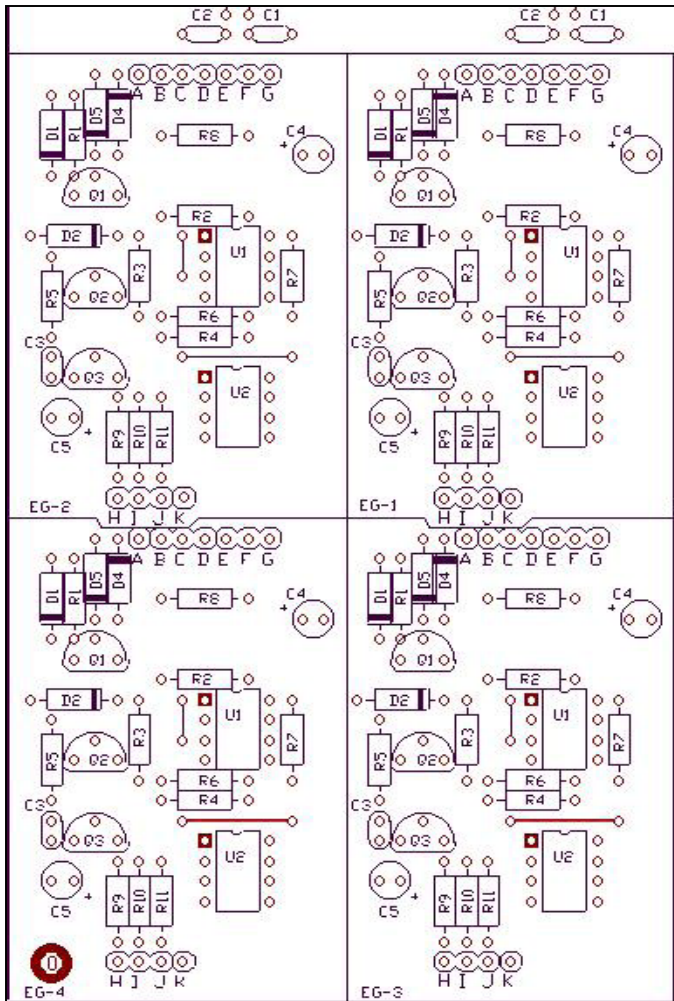 C2 C1 C2 C1
A B C D E F G A B C D E F G
D1 R1 D5 D4 R8 C4 + D1 R1 D5 D4 R8 C4 +
Q1 Q1
R2 R2
D2 R3 U1 R7 D2 R3 U1 R7
R5 Q2 R5 Q2
R6 R6
C3 R4 C3 R4
Q3 Q3
U2 U2
C5 + R9 R10 R11 C5 + R9 R10 R11
EG-2 H I J K EG-1 H I J K
A B C D E F G A B C D E F G
D1 R1 D5 D4 R8 C4 + D1 R1 D5 D4 R8 C4 +
Q1 Q1
R2 R2
D2 R3 U1 R7 D2 R3 U1 R7
R5 Q2 R5 Q2
R6 R6
C3 R4 C3 R4
Q3 Q3
U2 U2
C5 + R9 R10 R11 C5 + R9 R10 R11
EG-4 H I J K EG-3 H I J K